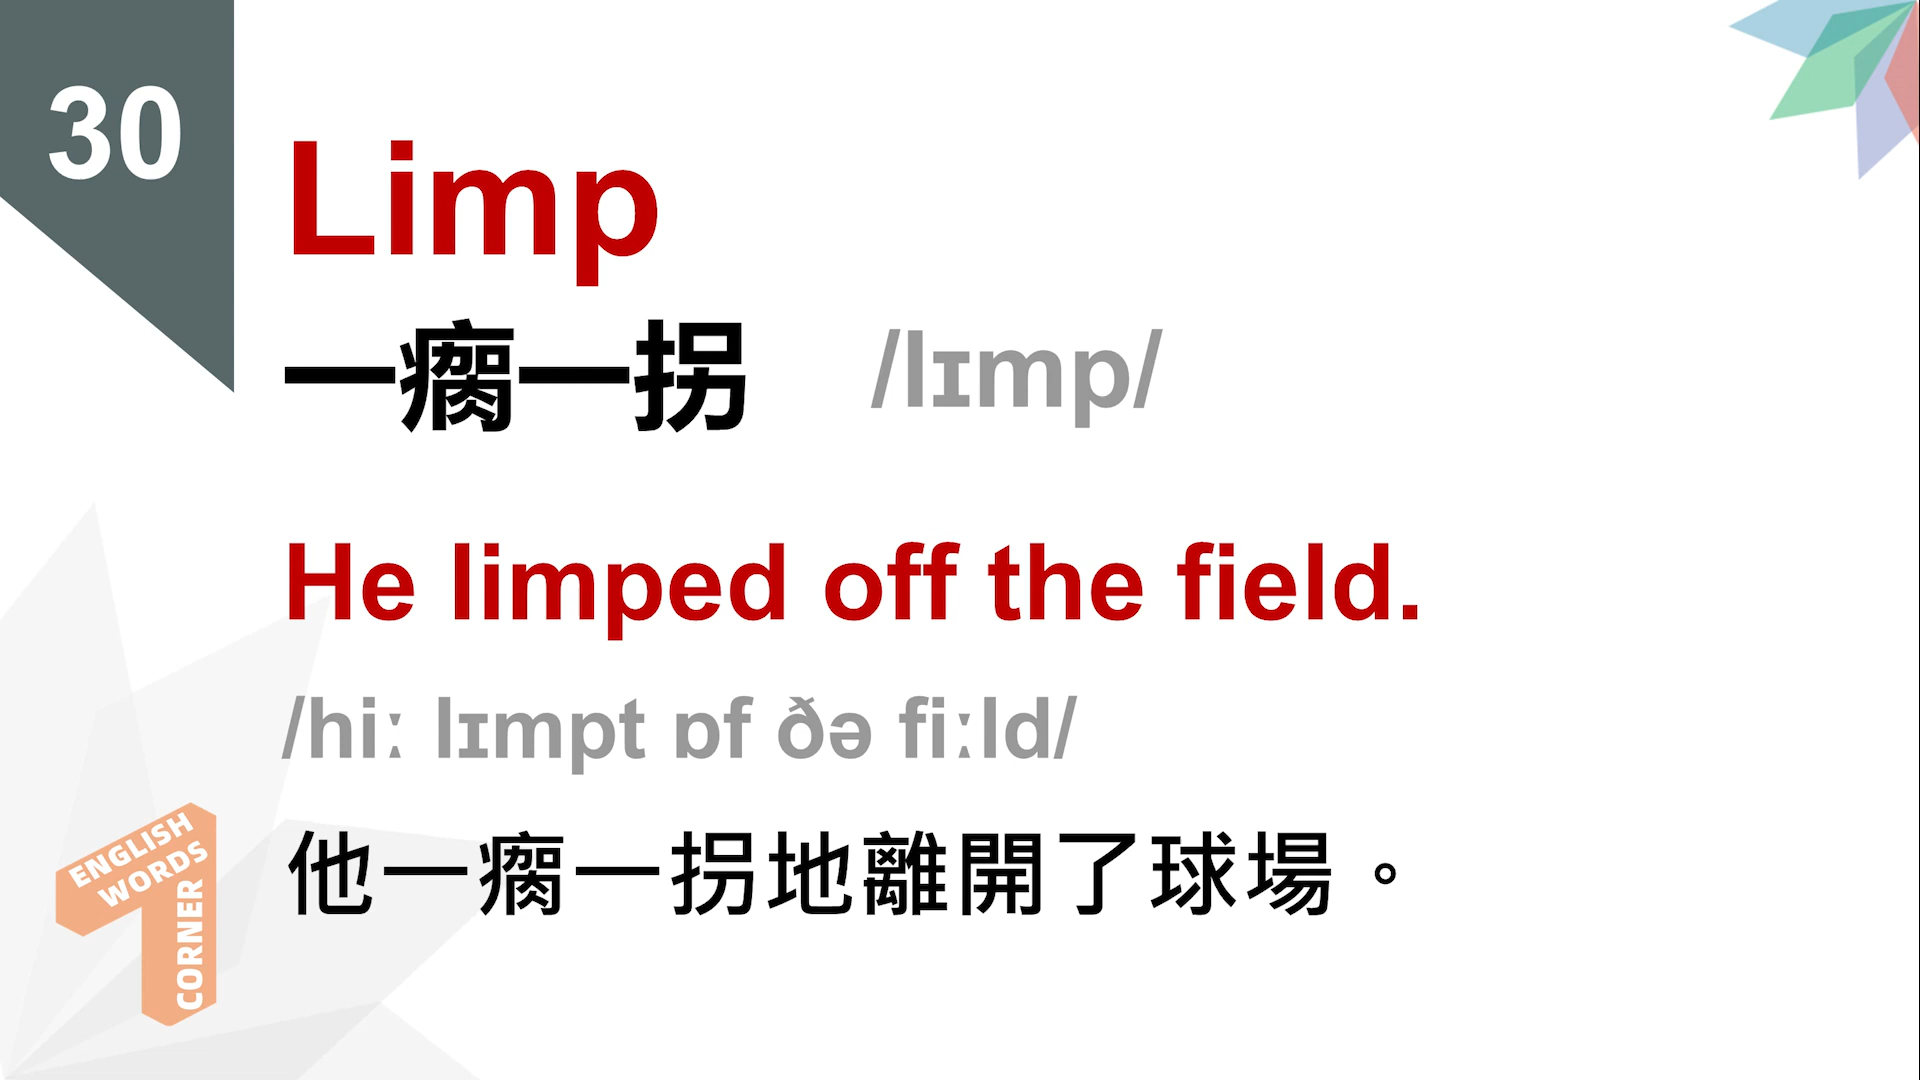 30
Limp
一瘸一拐 /lɪmp/
He limped off the field.
/hiː lɪmpt ɒf ðə fiːld/
他一瘸一拐地離開了球場。
ENGLISH
WORDS
CORNER